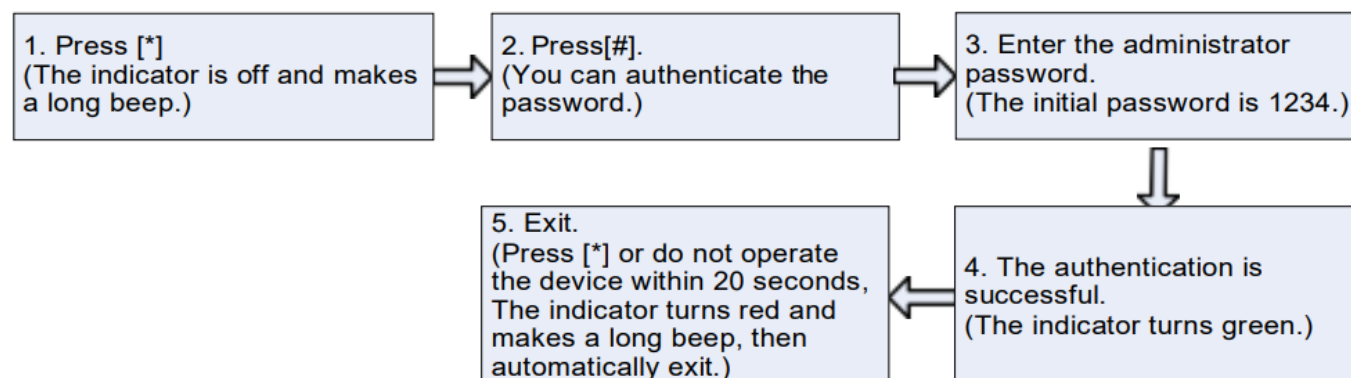 1. Press [*]
(The indicator is off and makes
a long beep.)
2. Press[#].
(You can authenticate the
password.)
3. Enter the administrator
password.
(The initial password is 1234.)
4. The authentication is
successful.
(The indicator turns green.)
5. Exit.
(Press [*] or do not operate
the device within 20 seconds,
The indicator turns red and
makes a long beep, then
automatically exit.)